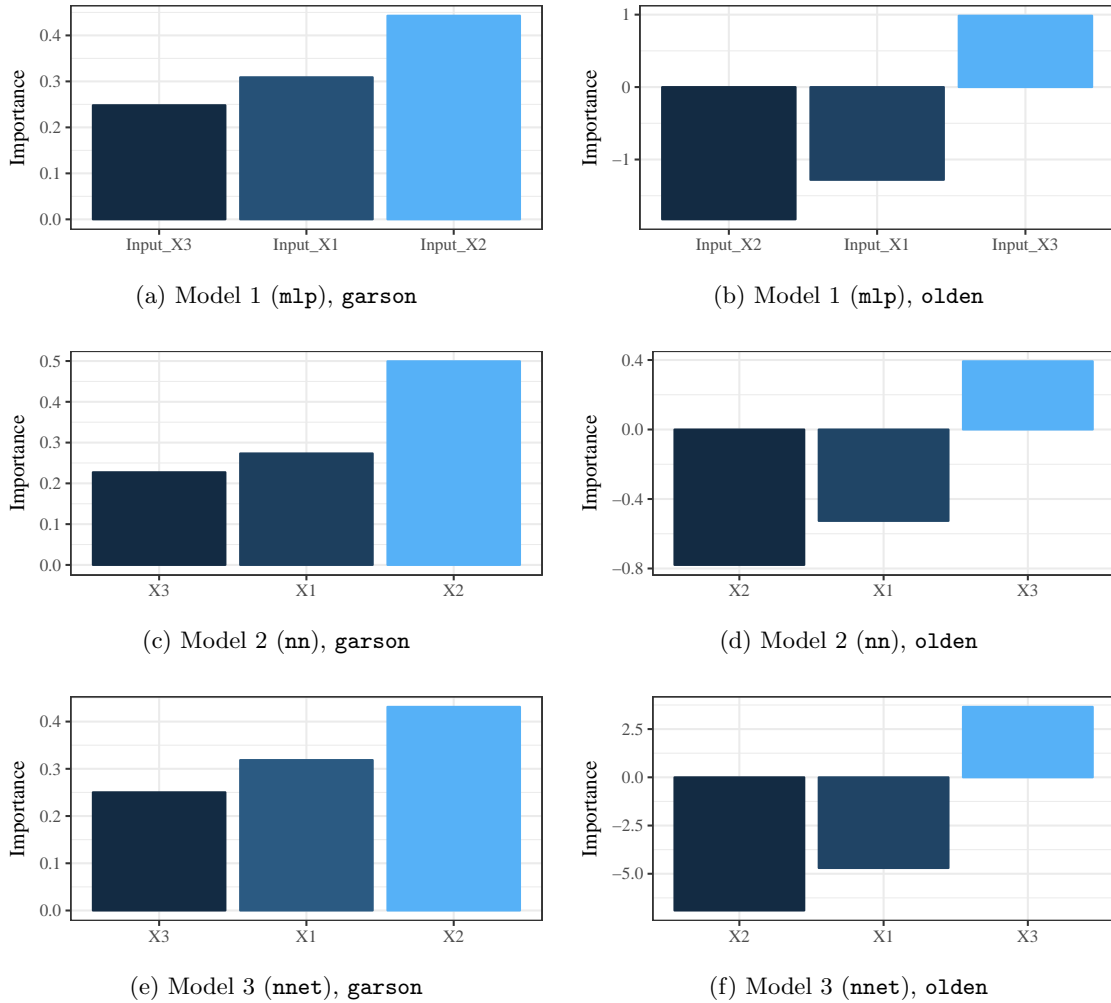 Importance
0.4
0.3
0.2
0.1
0.0
Input_X3 Input_X1 Input_X2
(a) Model 1 (mlp), garson
Importance
1
0
−1
Input_X2 Input_X1 Input_X3
(b) Model 1 (mlp), olden
Importance
0.5
0.4
0.3
0.2
0.1
0.0
X3 X1 X2
(c) Model 2 (nn), garson
Importance
0.4
0.0
−0.4
−0.8
X2 X1 X3
(d) Model 2 (nn), olden
Importance
0.4
0.3
0.2
0.1
0.0
X3 X1 X2
(e) Model 3 (nnet), garson
Importance
2.5
0.0
−2.5
−5.0
X2 X1 X3
(f) Model 3 (nnet), olden